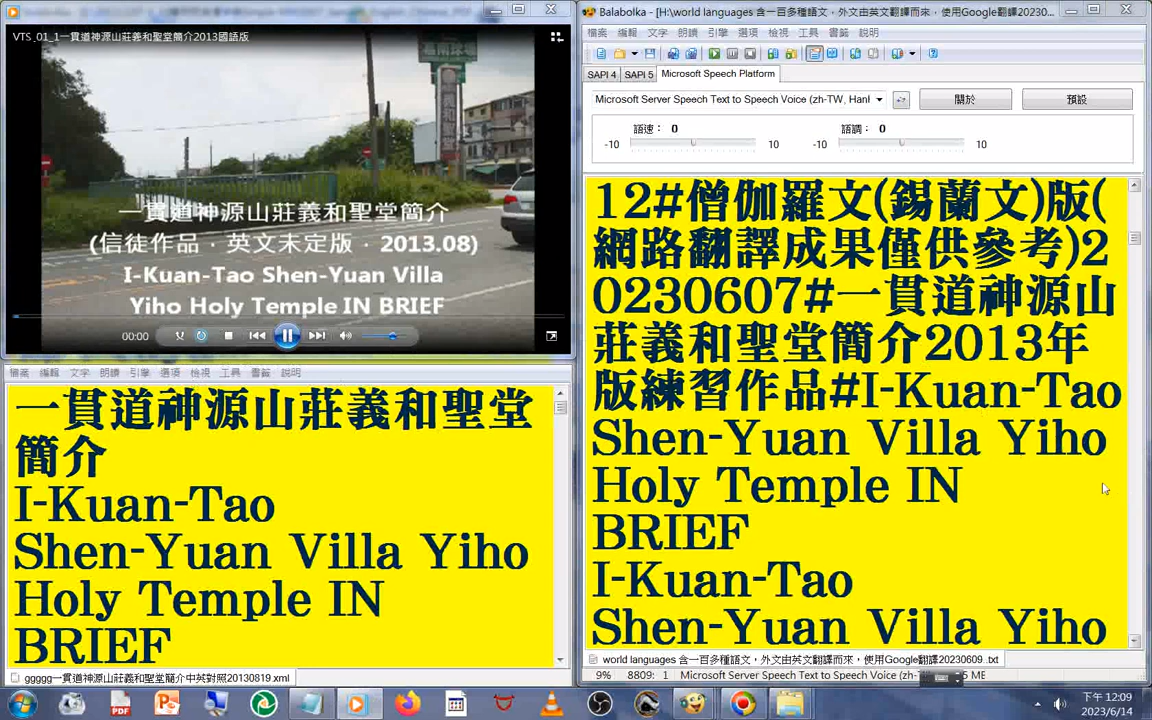 VTS_01_1一貫道神源山莊義和聖堂簡介2013國語版
一貫道神源山莊義和聖堂簡介
(信徒作品．英文未定版．2013.08)
I-Kuan-Tao Shen-Yuan Villa
Yiho Holy Temple IN BRIEF
00:00
檔案 編輯 文字 朗讀 引擎 選項 檢視 工具 書籤 說明
一貫道神源山莊義和聖堂
簡介
I-Kuan-Tao
Shen-Yuan Villa Yiho
Holy Temple IN
BRIEF
ggggg一貫道神源山莊義和聖堂簡介中英對照20130819.xml
Balabolka - [H:\world languages 含一百多種語文，外文由英文翻譯而來，使用Google翻譯20230...
檔案 編輯 文字 朗讀 引擎 選項 檢視 工具 書籤 說明
SAPI 4 SAPI 5 Microsoft Speech Platform
Microsoft Server Speech Text to Speech Voice (zh-TW, Hanl
關於 預設
語速： 0 語調： 0
-10 10 -10 10
12#僧伽羅文(錫蘭文)版(
網路翻譯成果僅供參考)2
0230607#一貫道神源山
莊義和聖堂簡介2013年
版練習作品#I-Kuan-Tao
Shen-Yuan Villa Yiho
Holy Temple IN
BRIEF
I-Kuan-Tao
Shen-Yuan Villa Yiho
world languages 含一百多種語文，外文由英文翻譯而來，使用Google翻譯20230609 .txt
9% 8809: 1 Microsoft Server Speech Text to Speech Voice (zh- 5 ME
下午 12:09
2023/6/14